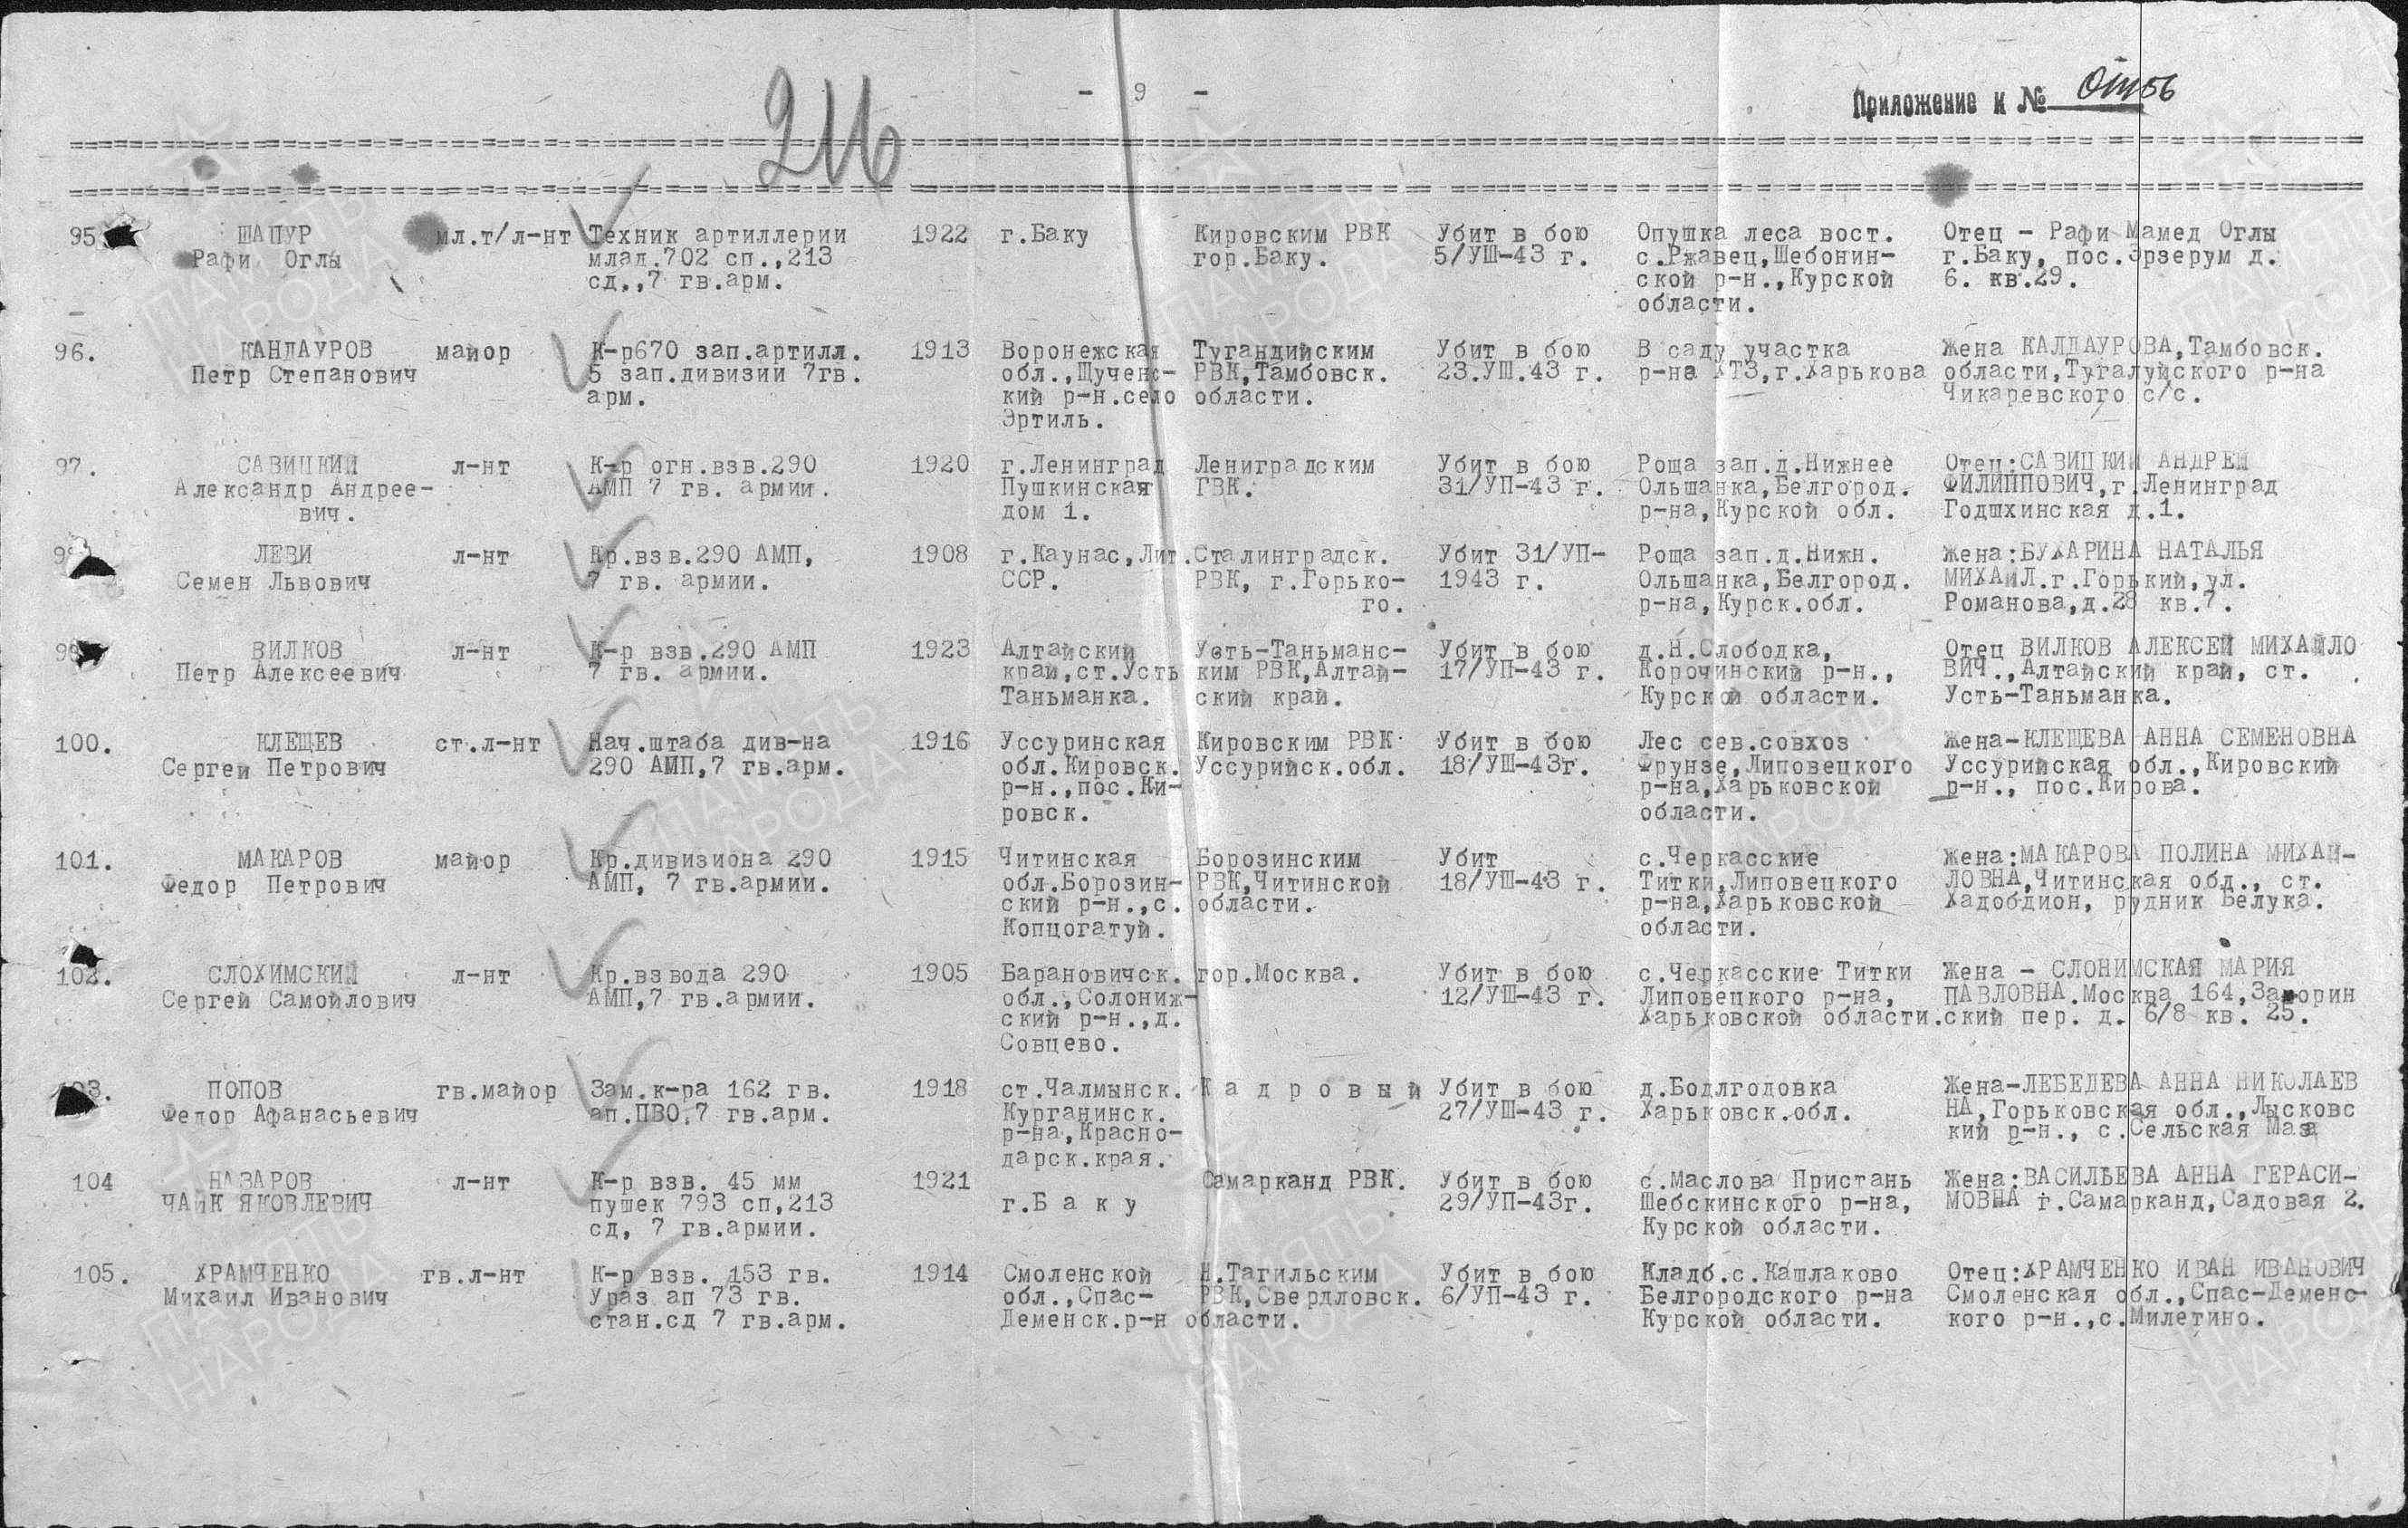 216
- 9 -
Приложение к №
95
ШАПУР
Рафи Оглы
мл.т/л-нт
Техник артиллерии
млад.702 сп.,213
сд.,7 гв.арм.
1922
г.Баку
Кировским РВК
гор.Баку.
Убит в бою
5/УШ-43 г.
Опушка леса вост.
с.Ржавец,Шебонин-
ской р-н.,Курской
области.
Отец - Рафи Мамед Оглы
г.Баку, пос.Эрзерум д.
6. кв.29.
96.
КАНДАУРОВ
Петр Степанович
майор
К-р670 зап.артилл.
5 зап.дивизии 7гв.
арм.
1913
Воронежская
обл.,Щученс-
кий р-н.село
Эртиль.
Тугандийским
РВК,Тамбовск.
области.
Убит в бою
23.УШ.43 г.
В саду участка
р-на ХТЗ,г.Харькова
Жена КАЛДАУРОВА,Тамбовск.
области,Тугалуйского р-на
Чикаревского с/с.
97.
САВИЦКИЙ
Александр Андрее-
вич.
л-нт
К-р огн.взв.290
АМП 7 гв. армии.
1920
г.Ленинград
Пушкинская
дом 1.
Лениградским
ГВК.
Убит в бою
31/УП-43 г.
Роща зап.д.Нижнее
Ольшанка,Белгород.
р-на,Курской обл.
Отец:САВИЦКИЙ АНДРЕЙ
ФИЛИППОВИЧ,г.Ленинград
Годшхинская д.1.
ЛЕВИ
Семен Львович
л-нт
Кр.взв.290 АМП,
7 гв. армии.
1908
г.Каунас,Лит.
ССР.
Сталинградск.
РВК, г.Горько-
го.
Убит 31/УП-
1943 г.
Роща зап.д.Нижн.
Ольшанка,Белгород.
р-на,Курск.обл.
Жена:БУХАРИНА НАТАЛЬЯ
МИХАИЛ.г.Горький,ул.
Романова,д.28 кв.7.
ВИЛКОВ
Петр Алексеевич
л-нт
К-р взв.290 АМП
7 гв. армии.
1923
Алтайский
край,ст.Усть
Таньманка.
Усть-Таньманс-
ким РВК,Алтай-
ский край.
Убит в бою
17/УП-43 г.
д.Н.Слободка,
Корочинский р-н.,
Курской области.
Отец ВИЛКОВ АЛЕКСЕЙ МИХАЙЛО
ВИЧ.,Алтайский край, ст.
Усть-Таньманка.
100.
КЛЕЩЕВ
Сергей Петрович
ст.л-нт
Нач.штаба див-на
290 АМП,7 гв.арм.
1916
Уссуринская
обл.Кировск.
р-н.,пос.Ки-
ровск.
Кировским РВК
Уссурийск.обл.
Убит в бою
18/УШ-43г.
Лес сев.совхоз
Фрунзе,Липовецкого
р-на,Харьковской
области.
Жена-КЛЕЩЕВА АННА СЕМЕНОВНА
Уссурийская обл.,Кировский
р-н., пос.Кирова.
101.
МАКАРОВ
Федор Петрович
майор
Кр.дивизиона 290
АМП, 7 гв.армии.
1915
Читинская
обл.Борозин-
ский р-н.,с.
Копцогатуй.
Борозинским
РВК,Читинской
области.
Убит
18/УШ-43 г.
с.Черкасские
Титки,Липовецкого
р-на,Харьковской
области.
Жена:МАКАРОВА ПОЛИНА МИХАЙ-
ЛОВНА,Читинская обл., ст.
Хадобдион, рудник Белука.
102.
СЛОХИМСКИЙ
Сергей Самойлович
л-нт
Кр.взвода 290
АМП,7 гв.армии.
1905
Барановичск.
обл.,Солониж-
ский р-н.,д.
Совцево.
гор.Москва.
Убит в бою
12/УШ-43 г.
с.Черкасские Титки
Липовецкого р-на,
Харьковской области.
Жена - СЛОНИМСКАЯ МАРИЯ
ПАВЛОВНА.Москва 164,Заморин
ский пер. д. 6/8 кв. 25.
103.
ПОПОВ
Федор Афанасьевич
гв.майор
Зам.к-ра 162 гв.
ап.ПВО,7 гв.арм.
1918
ст.Чалмынск.
Курганинск.
р-на,Красно-
дарск.края.
К а д р о в ы й
Убит в бою
27/УШ-43 г.
д.Бодлгодовка
Харьковск.обл.
Жена-ЛЕБЕДЕВА АННА НИКОЛАЕВ
НА,Горьковская обл.,Лысковс
кий р-н., с.Сельская Маза
104
НАЗАРОВ
ЧАЙК ЯКОВЛЕВИЧ
л-нт
К-р взв. 45 мм
пушек 793 сп,213
сд, 7 гв.армии.
1921
г.Б а к у
Самарканд РВК.
Убит в бою
29/УП-43г.
с.Маслова Пристань
Шебскинского р-на,
Курской области.
Жена:ВАСИЛЬЕВА АННА ГЕРАСИ-
МОВНА г.Самарканд,Садовая 2.
105.
ХРАМЧЕНКО
Михаил Иванович
гв.л-нт
К-р взв. 153 гв.
Ураз ап 73 гв.
стан.сд 7 гв.арм.
1914
Смоленской
обл.,Спас-
Деменск.р-н
Н.Тагильским
РВК,Свердловск.
области.
Убит в бою
6/УП-43 г.
Кладб.с.Кашлаково
Белгородского р-на
Курской области.
Отец:ХРАМЧЕНКО ИВАН ИВАНОВИЧ
Смоленская обл.,Спас-Деменс-
кого р-н.,с.Милетино.